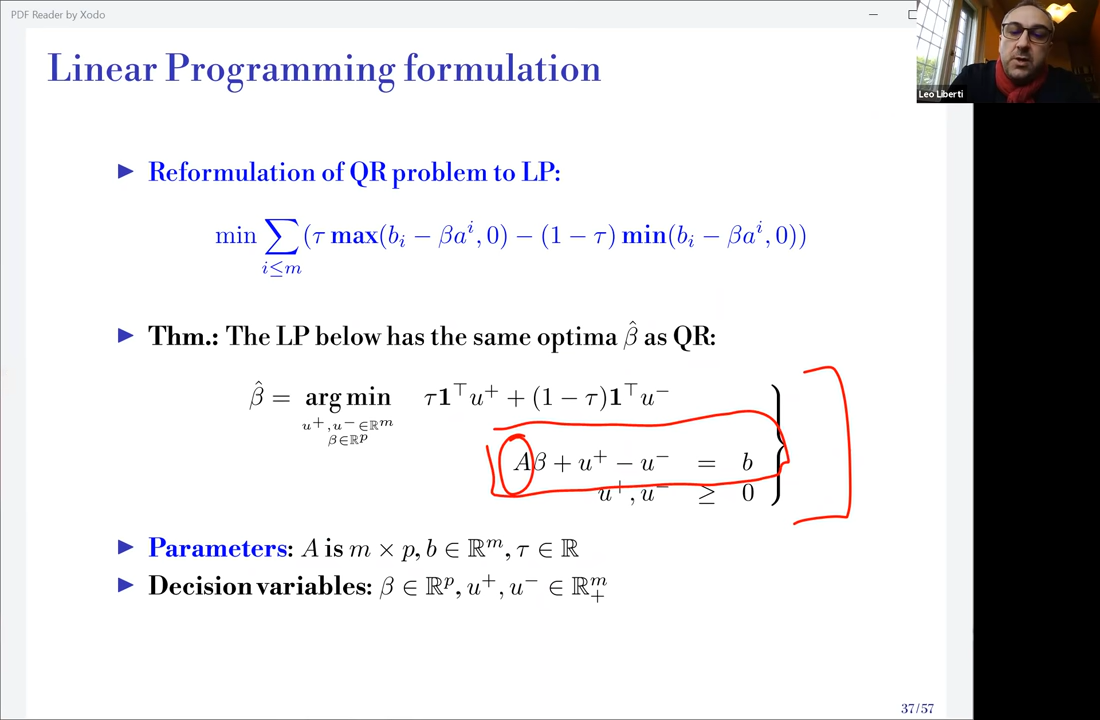 PDF Reader by Xodo
Linear Programming formulation
Leo Liberti
▶ Reformulation of QR problem to LP:
min ∑_{i≤m} (τ max(b_i − βa^i, 0) − (1 − τ) min(b_i − βa^i, 0))
▶ Thm.: The LP below has the same optima β̂ as QR:
β̂ = arg min_{u⁺,u⁻∈ℝ^m, β∈ℝ^p} τ1^⊤u⁺ + (1 − τ)1^⊤u⁻
Aβ + u⁺ − u⁻ = b
u⁺, u⁻ ≥ 0
▶ Parameters: A is m × p, b ∈ ℝ^m, τ ∈ ℝ
▶ Decision variables: β ∈ ℝ^p, u⁺, u⁻ ∈ ℝ^m_+
37/57